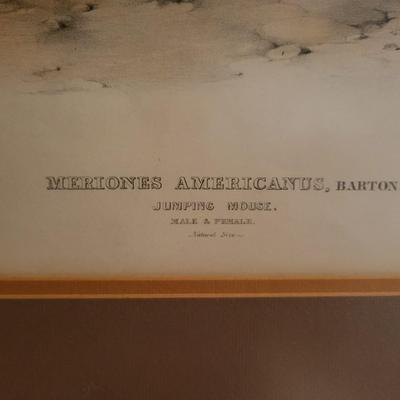 MERIONES AMERICANUS, BARTON
JUMPING MOUSE.
MALE & FEMALE.
Natural Size